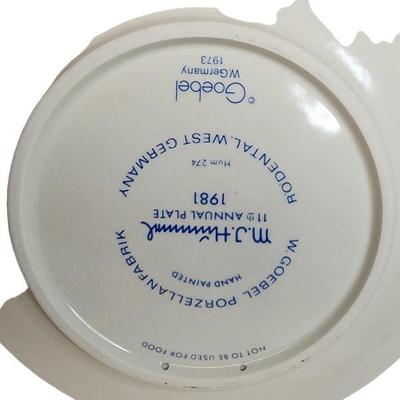 NOT TO BE USED FOR FOOD
W. GOEBEL PORZELLANFABRIK
HAND PAINTED
M.J. Hümmel
11th ANNUAL PLATE
1981
Hum 274
RODENTAL, WEST GERMANY
© Goebel
W.Germany
1973